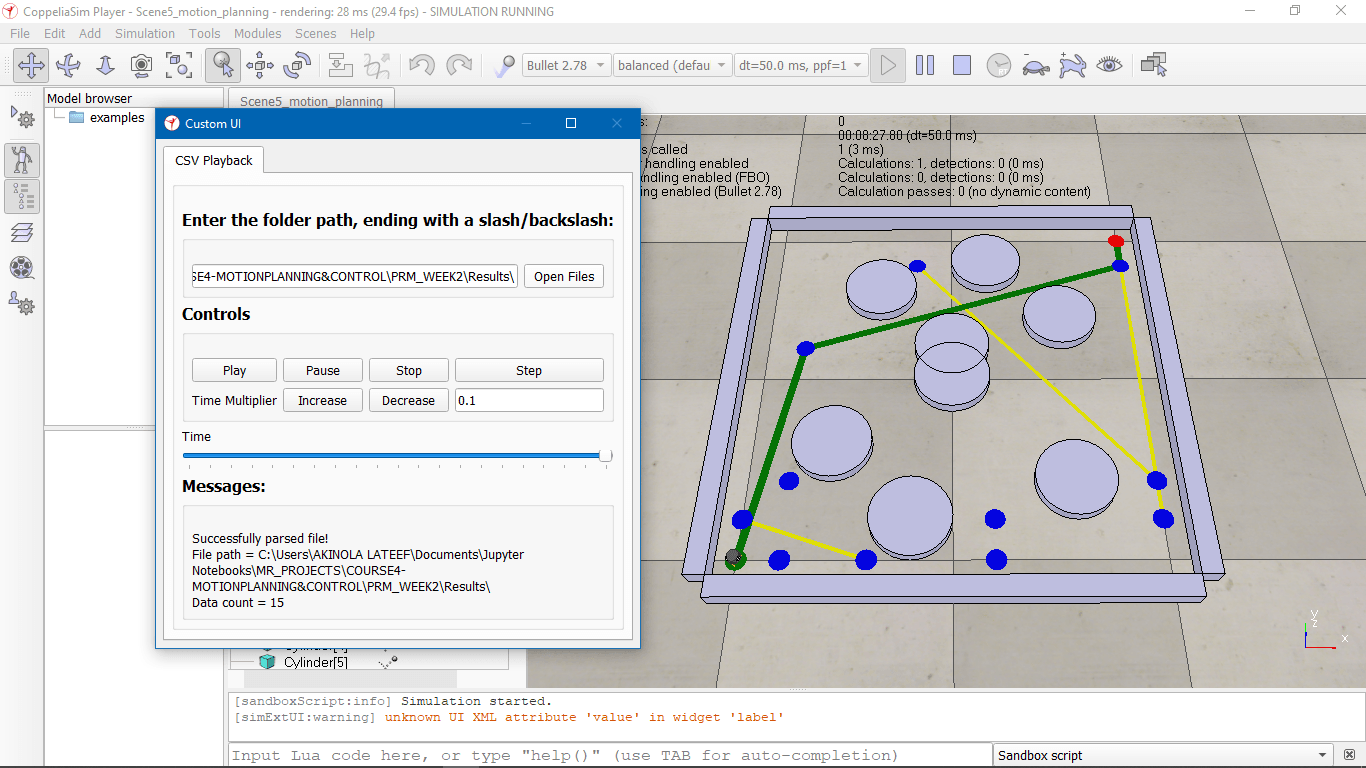 CoppeliaSim Player - Scene5_motion_planning - rendering: 28 ms (29.4 fps) - SIMULATION RUNNING
File Edit Add Simulation Tools Modules Scenes Help
Bullet 2.78 balanced (defau dt=50.0 ms, ppf=1
Model browser
examples
Scene5_motion_planning
Custom UI
CSV Playback
Enter the folder path, ending with a slash/backslash:
SE4-MOTIONPLANNING&CONTROL\PRM_WEEK2\Results\ Open Files
Controls
Play Pause Stop Step
Time Multiplier Increase Decrease 0.1
Time
Messages:
Successfully parsed file!
File path = C:\Users\AKINOLA LATEEF\Documents\Jupyter
Notebooks\MR_PROJECTS\COURSE4-
MOTIONPLANNING&CONTROL\PRM_WEEK2\Results\
Data count = 15
s: 0
00:08:27.80 (dt=50.0 ms)
s called 1 (3 ms)
handling enabled Calculations: 1, detections: 0 (0 ms)
ndling enabled (FBO) Calculations: 0, detections: 0 (0 ms)
ing enabled (Bullet 2.78) Calculation passes: 0 (no dynamic content)
y
z
x
Cylinder[5]
[sandboxScript:info] Simulation started.
[simExtUI:warning] unknown UI XML attribute 'value' in widget 'label'
Input Lua code here, or type "help()" (use TAB for auto-completion) Sandbox script